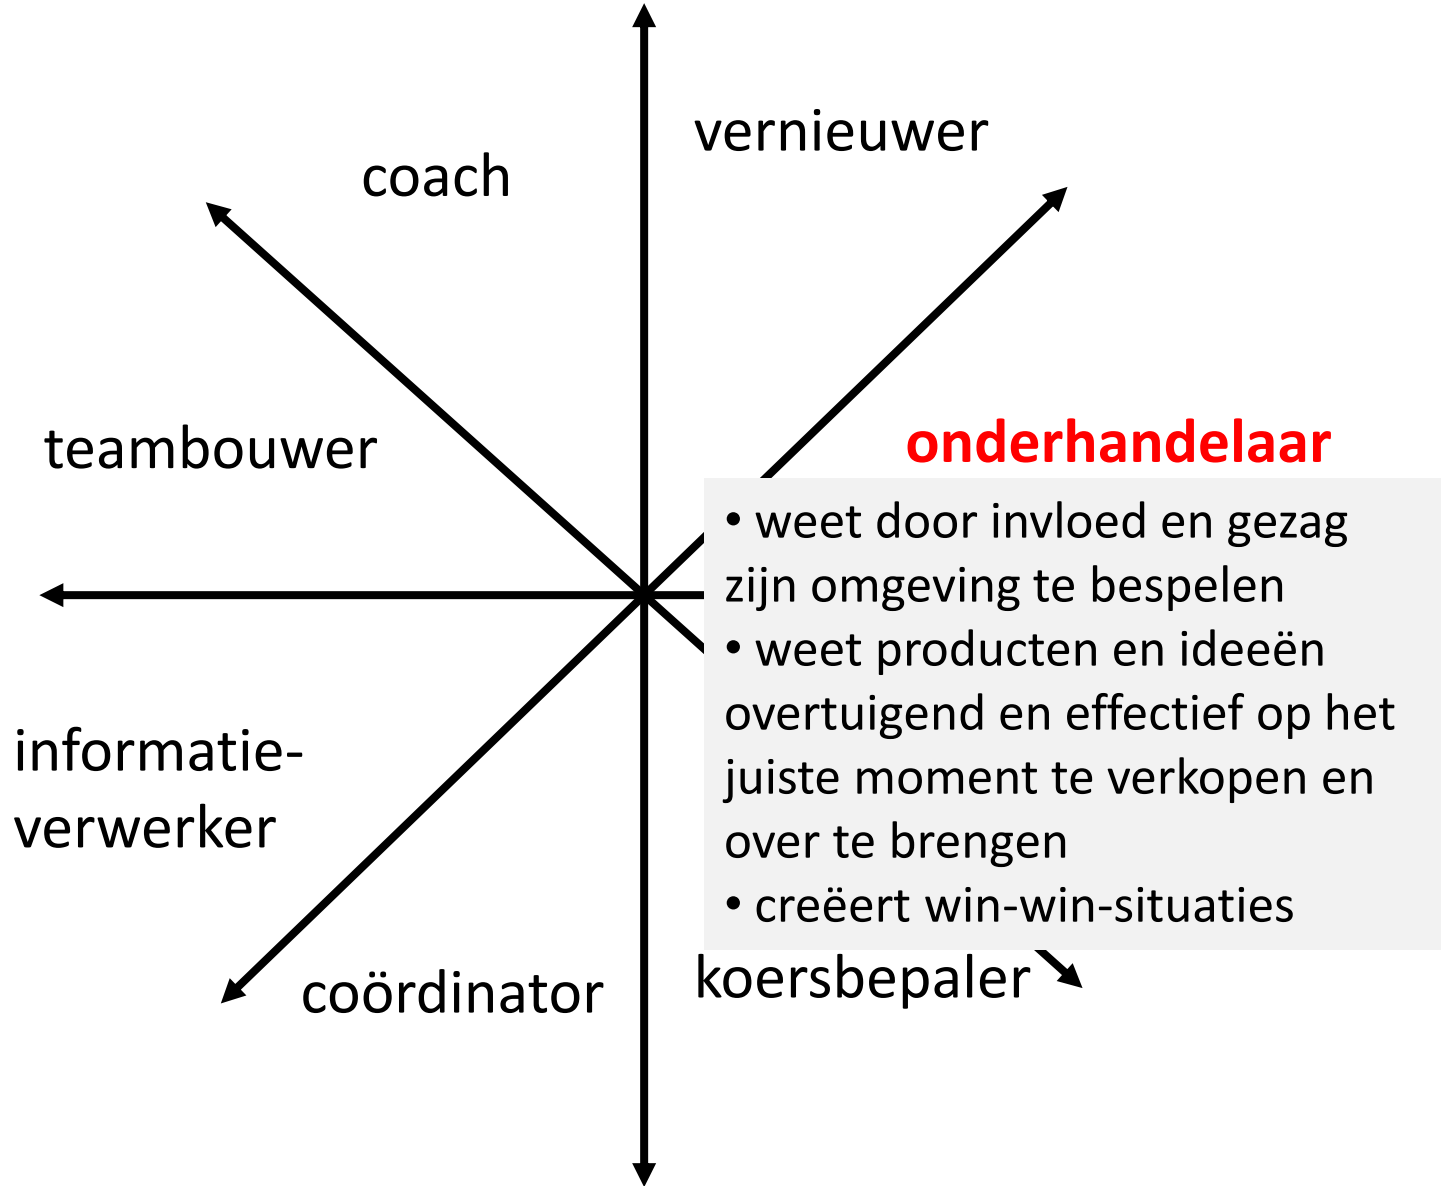 vernieuwer
coach
onderhandelaar
teambouwer
• weet door invloed en gezag
zijn omgeving te bespelen
• weet producten en ideeën
overtuigend en effectief op het
juiste moment te verkopen en
over te brengen
• creëert win-win-situaties
informatie-
verwerker
koersbepaler
coördinator